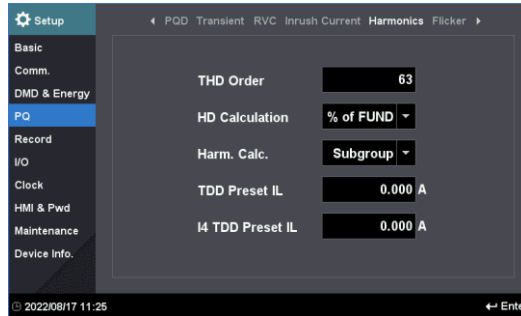 Setup
PQD Transient RVC Inrush Current Harmonics Flicker
Basic
Comm.
DMD & Energy
PQ
Record
I/O
Clock
HMI & Pwd
Maintenance
Device Info.
THD Order 63
HD Calculation % of FUND
Harm. Calc. Subgroup
TDD Preset IL 0.000 A
I4 TDD Preset IL 0.000 A
2022/08/17 11:25
Ente